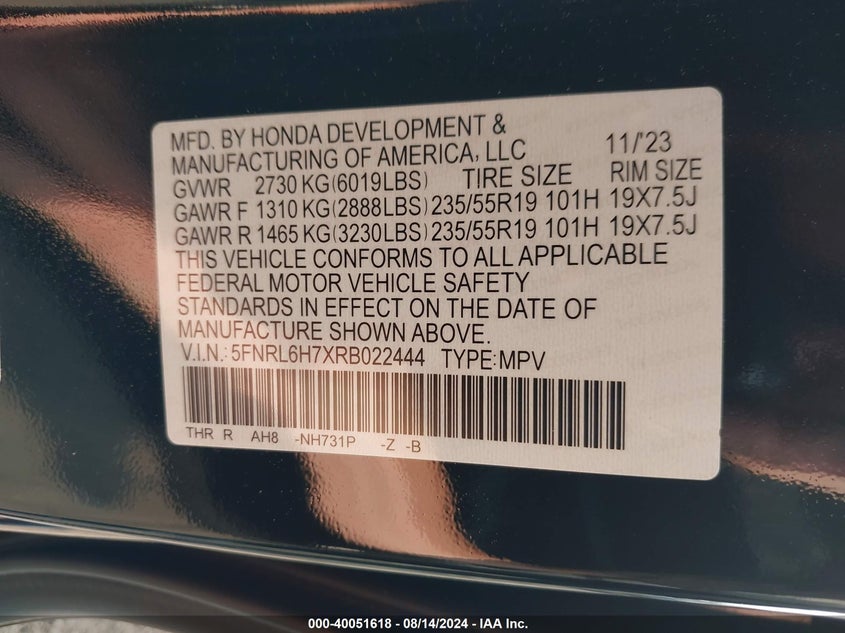 MFD. BY HONDA DEVELOPMENT &
MANUFACTURING OF AMERICA, LLC 11/'23
GVWR 2730 KG(6019LBS) TIRE SIZE RIM SIZE
GAWR F 1310 KG(2888LBS) 235/55R19 101H 19X7.5J
GAWR R 1465 KG(3230LBS) 235/55R19 101H 19X7.5J
THIS VEHICLE CONFORMS TO ALL APPLICABLE
FEDERAL MOTOR VEHICLE SAFETY
STANDARDS IN EFFECT ON THE DATE OF
MANUFACTURE SHOWN ABOVE.
V.I.N.: 5FNRL6H7XRB022444 TYPE:MPV
THR R AH8 -NH731P -Z -B
000-40051618 - 08/14/2024 - IAA Inc.